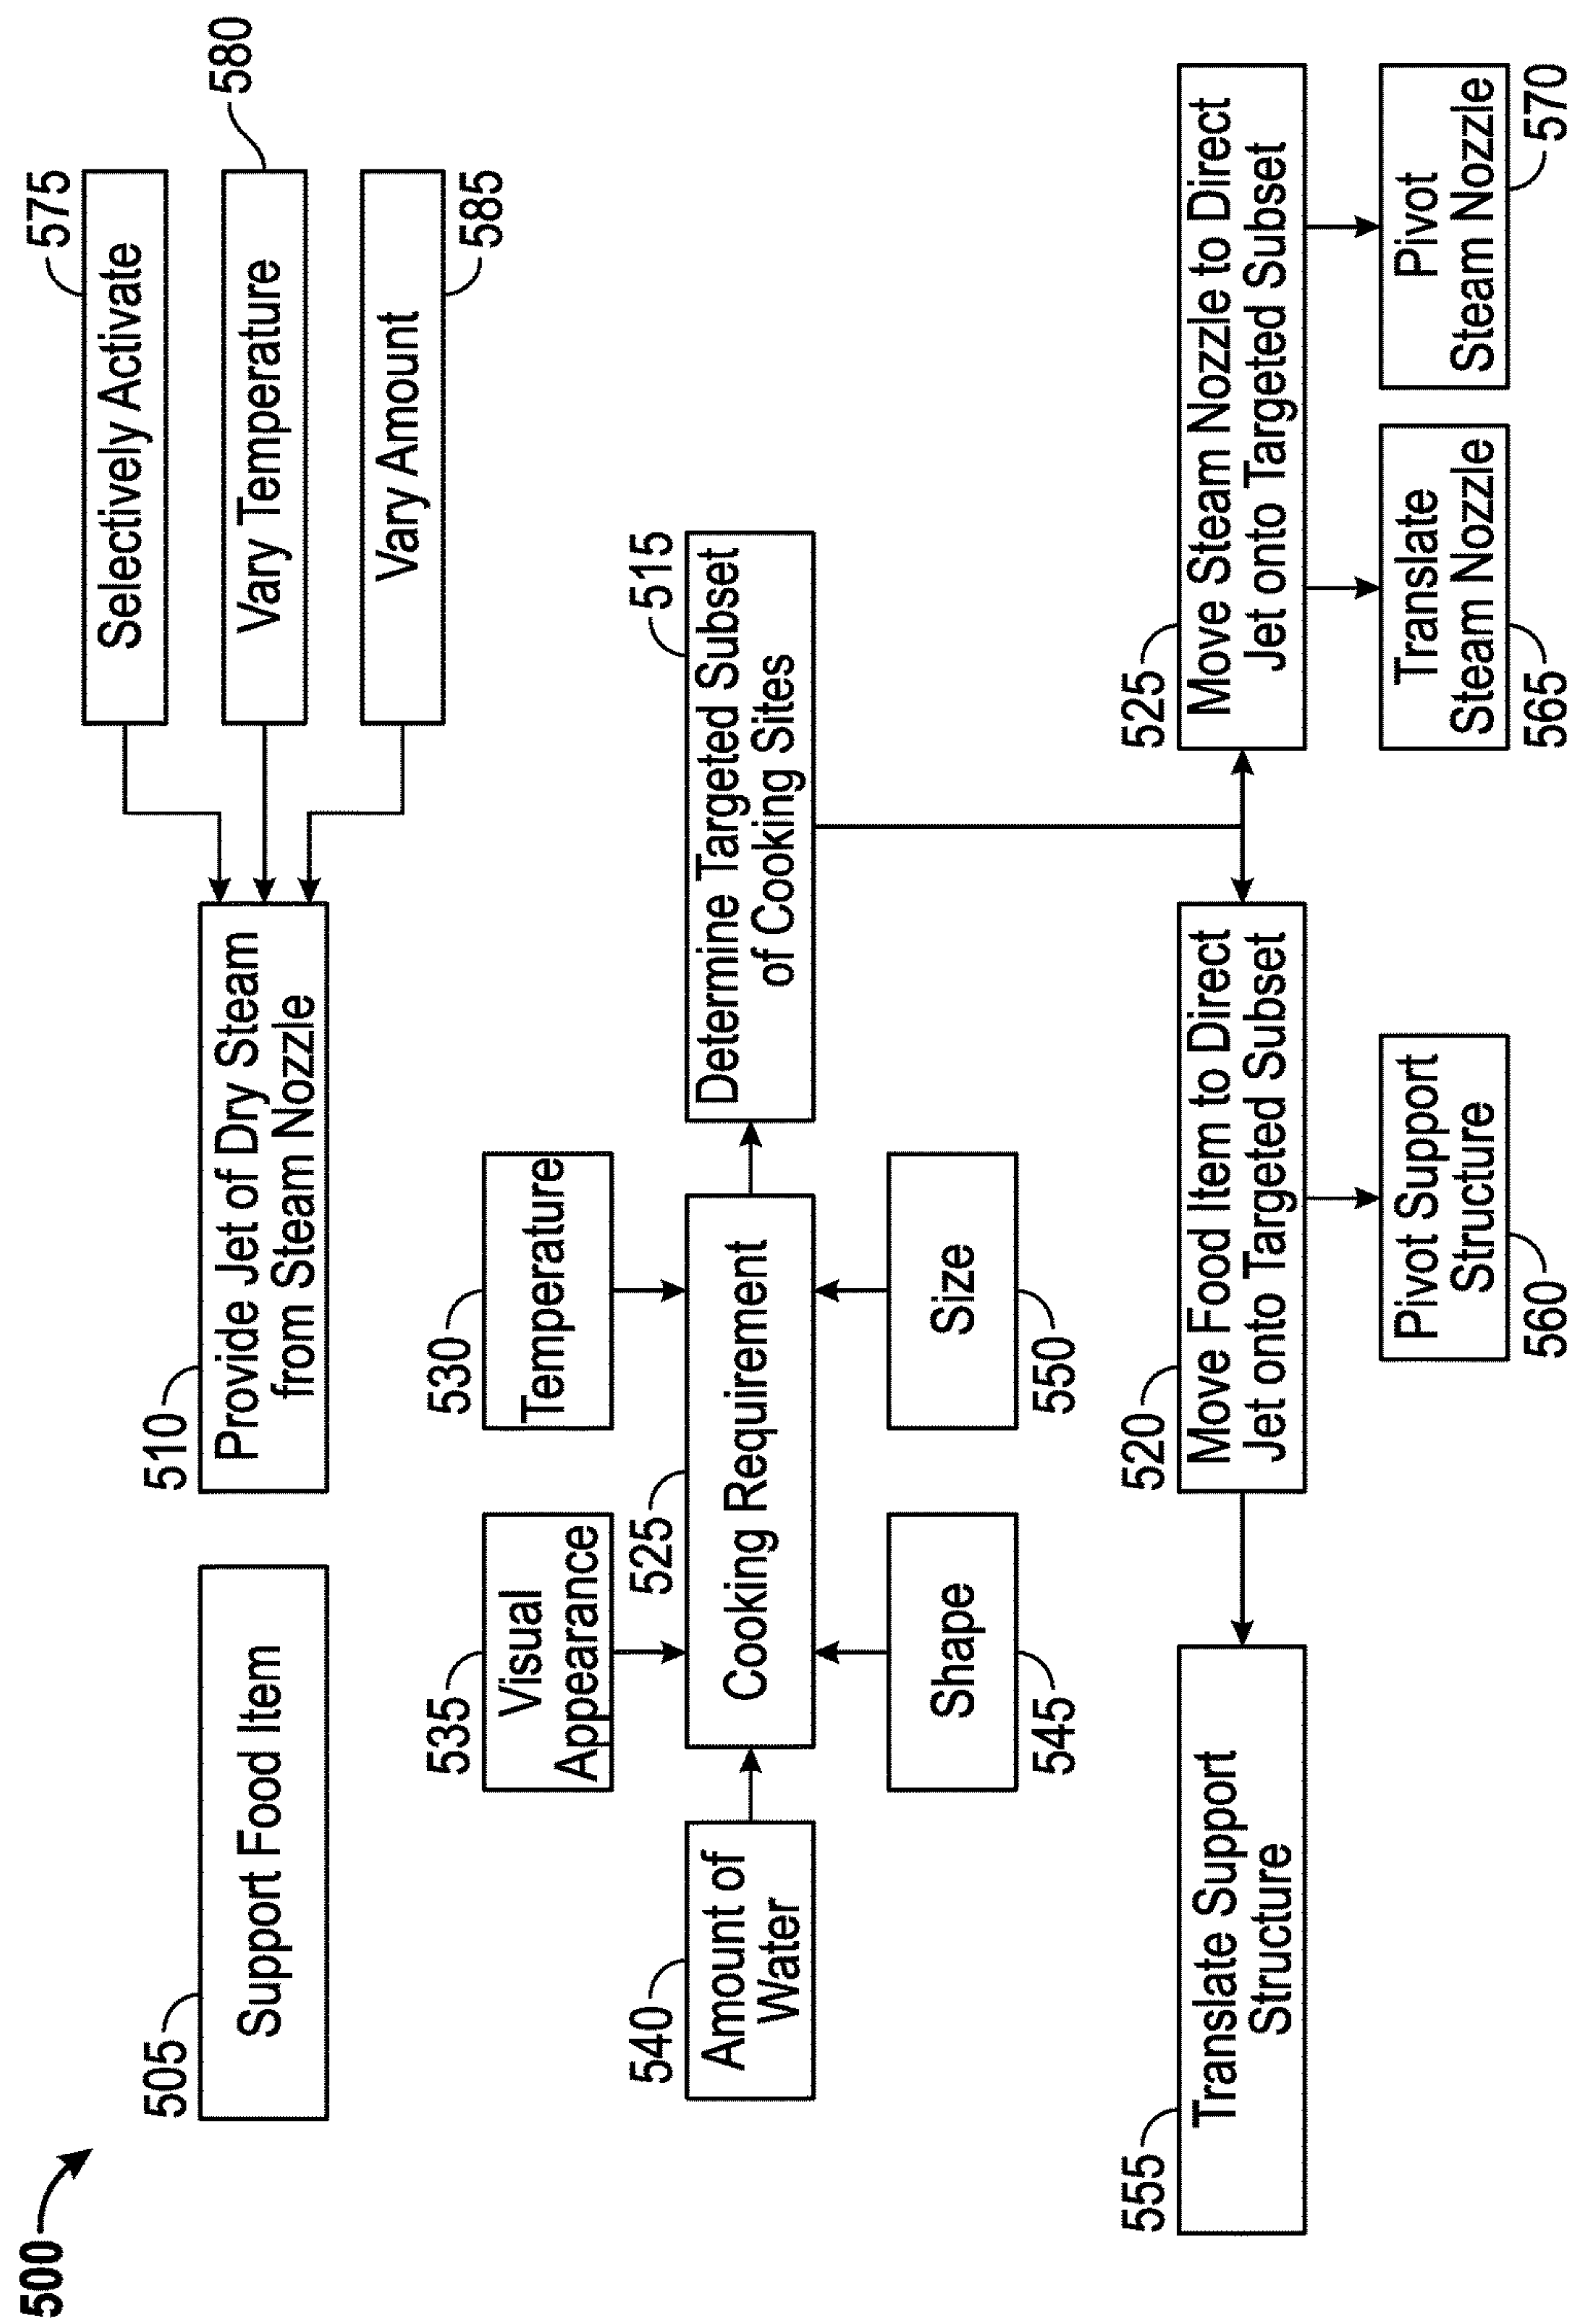 500
505
Support Food Item
510
Provide Jet of Dry Steam
from Steam Nozzle
575
Selectively Activate
580
Vary Temperature
585
Vary Amount
535
Visual
Appearance
530
Temperature
540
Amount of
Water
525
Cooking Requirement
515
Determine Targeted Subset
of Cooking Sites
Shape
545
Size
550
555
Translate Support
Structure
520
Move Food Item to Direct
Jet onto Targeted Subset
525
Move Steam Nozzle to Direct
Jet onto Targeted Subset
Pivot Support
Structure
560
Translate
Steam Nozzle
565
Pivot
Steam Nozzle
570